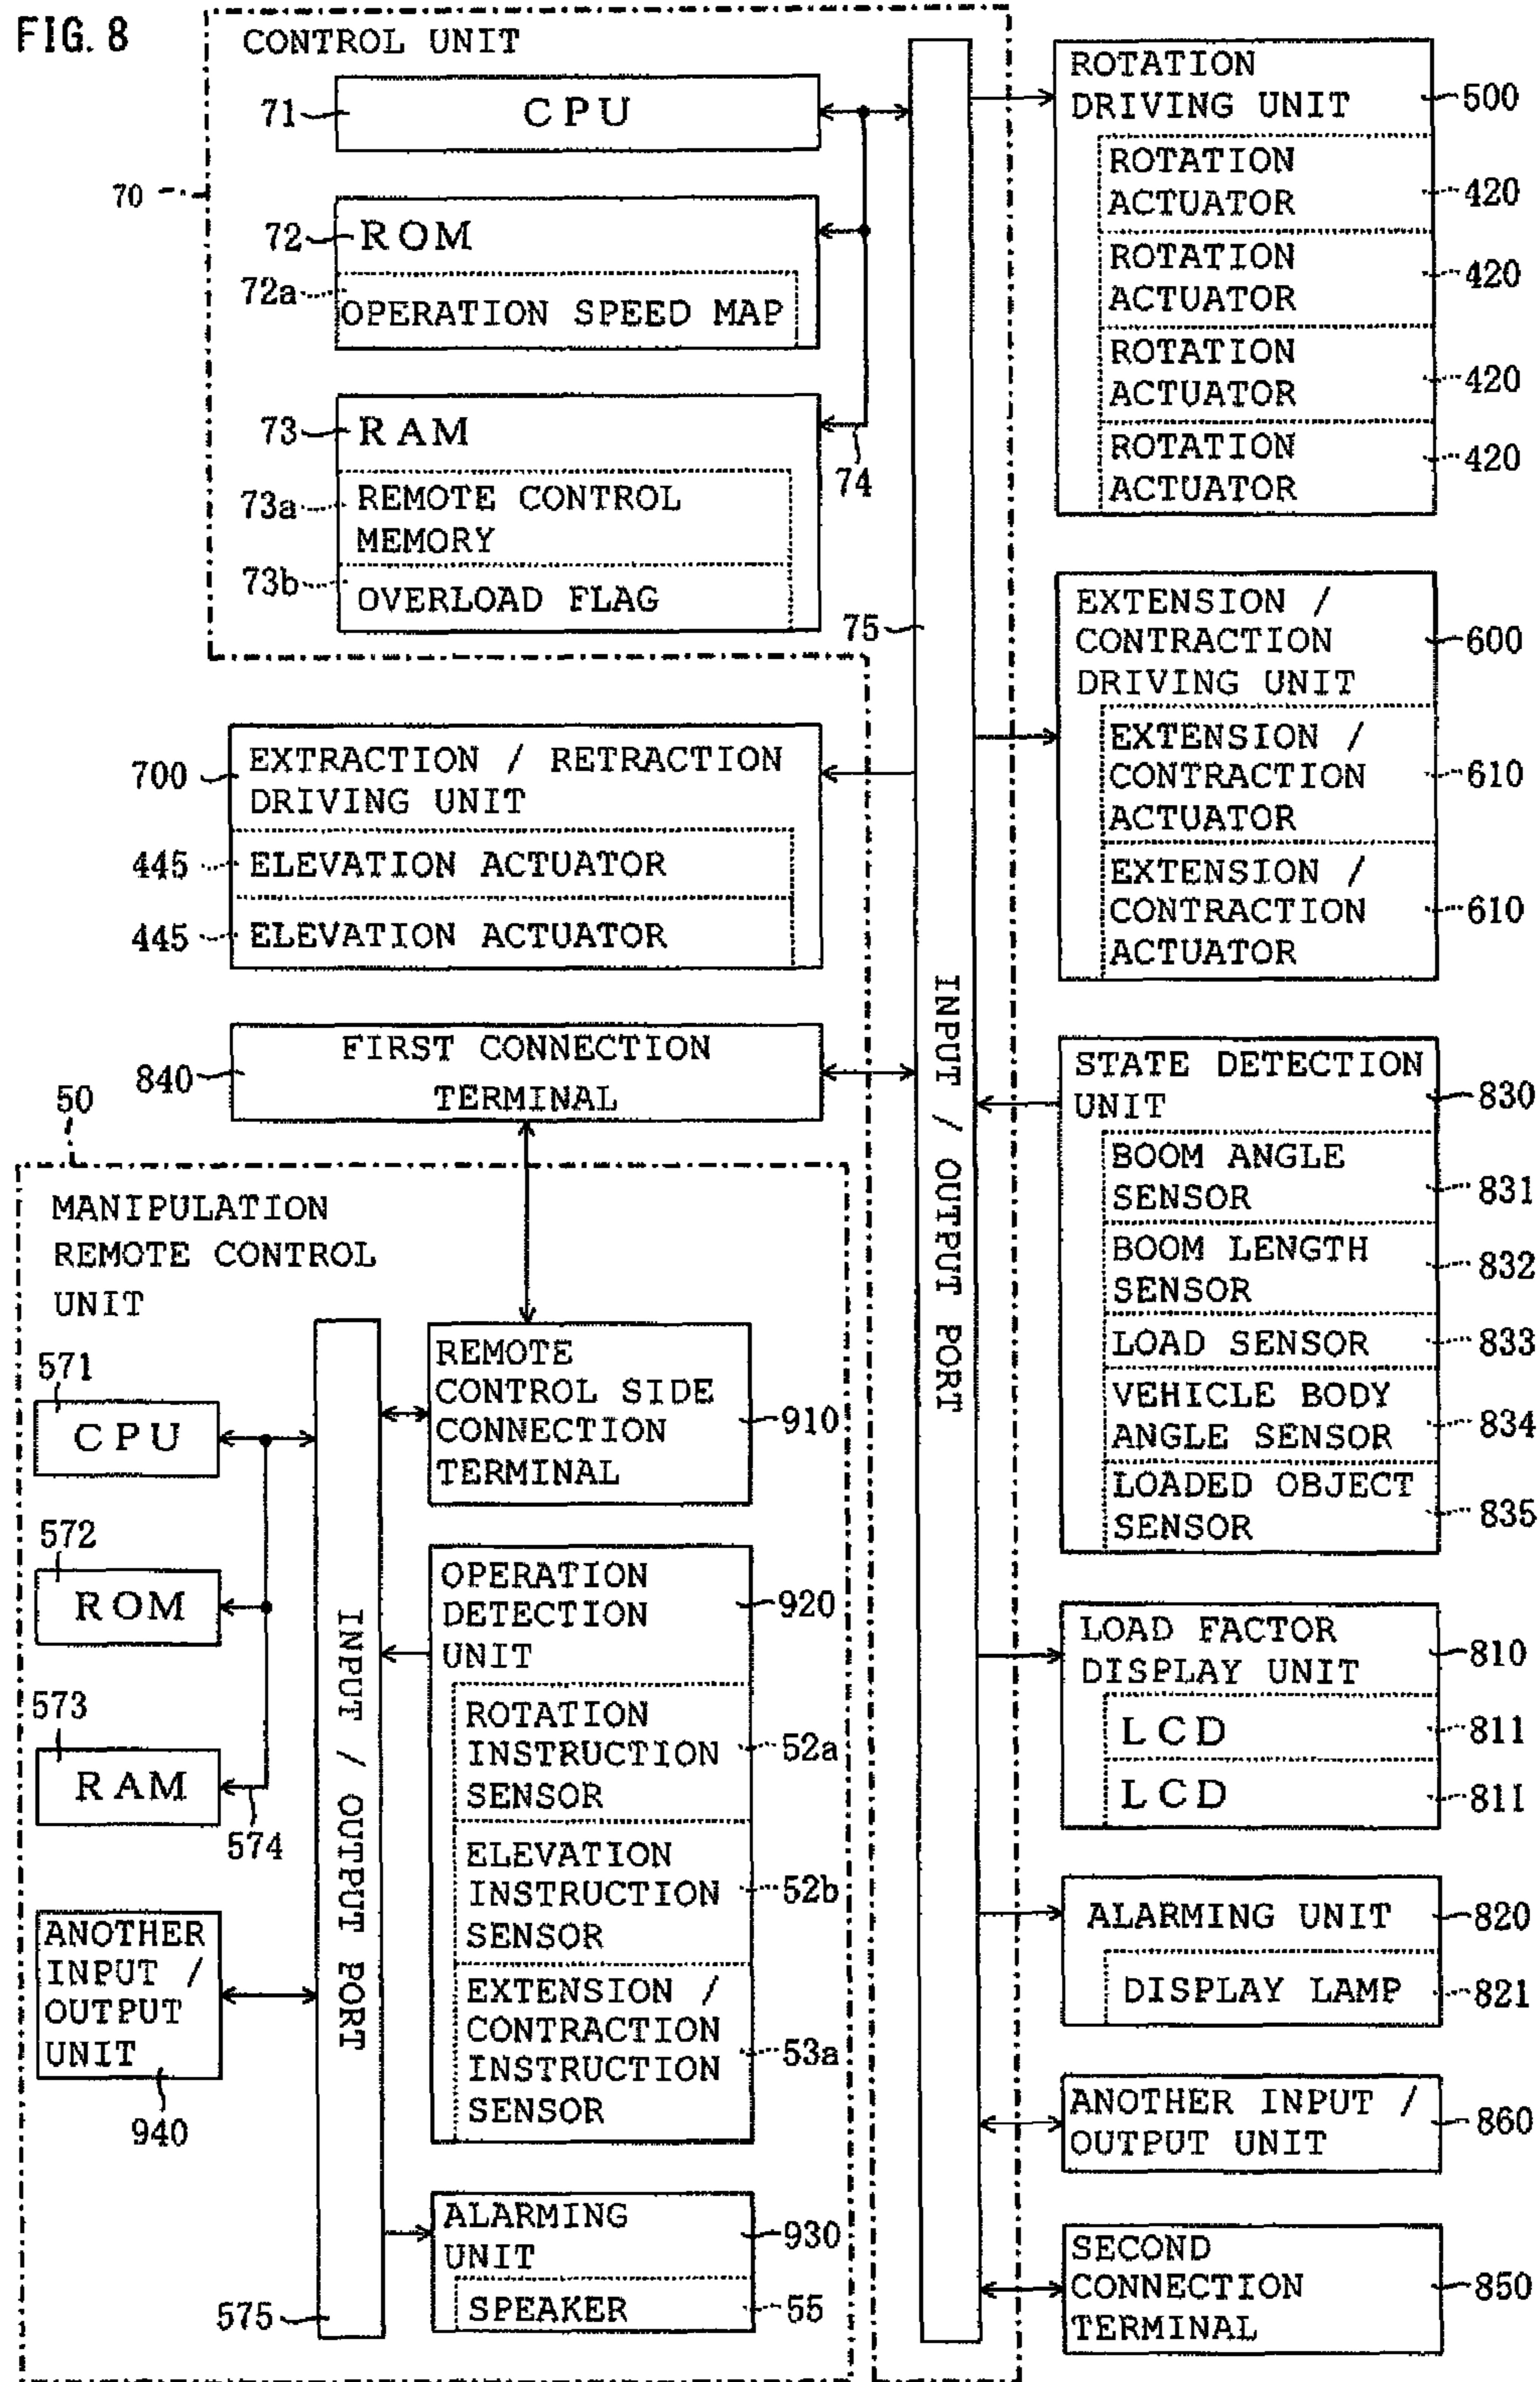 FIG. 8
CONTROL UNIT
70
71
CPU
72
ROM
72a
OPERATION SPEED MAP
73
RAM
74
73a
REMOTE CONTROL
MEMORY
73b
OVERLOAD FLAG
75
INPUT / OUTPUT PORT
700
EXTRACTION / RETRACTION
DRIVING UNIT
445
ELEVATION ACTUATOR
445
ELEVATION ACTUATOR
840
FIRST CONNECTION
TERMINAL
50
MANIPULATION
REMOTE CONTROL
UNIT
571
CPU
572
ROM
573
RAM
574
ANOTHER
INPUT /
OUTPUT
UNIT
940
INPUT / OUTPUT PORT
575
REMOTE
CONTROL SIDE
CONNECTION
TERMINAL
910
OPERATION
DETECTION
UNIT
920
ROTATION
INSTRUCTION
SENSOR
52a
ELEVATION
INSTRUCTION
SENSOR
52b
EXTENSION /
CONTRACTION
INSTRUCTION
SENSOR
53a
ALARMING
UNIT
930
SPEAKER
55
ROTATION
DRIVING UNIT
500
ROTATION
ACTUATOR
420
ROTATION
ACTUATOR
420
ROTATION
ACTUATOR
420
ROTATION
ACTUATOR
420
EXTENSION /
CONTRACTION
DRIVING UNIT
600
EXTENSION /
CONTRACTION
ACTUATOR
610
EXTENSION /
CONTRACTION
ACTUATOR
610
STATE DETECTION
UNIT
830
BOOM ANGLE
SENSOR
831
BOOM LENGTH
SENSOR
832
LOAD SENSOR
833
VEHICLE BODY
ANGLE SENSOR
834
LOADED OBJECT
SENSOR
835
LOAD FACTOR
DISPLAY UNIT
810
LCD
811
LCD
811
ALARMING UNIT
820
DISPLAY LAMP
821
ANOTHER INPUT /
OUTPUT UNIT
860
SECOND
CONNECTION
TERMINAL
850